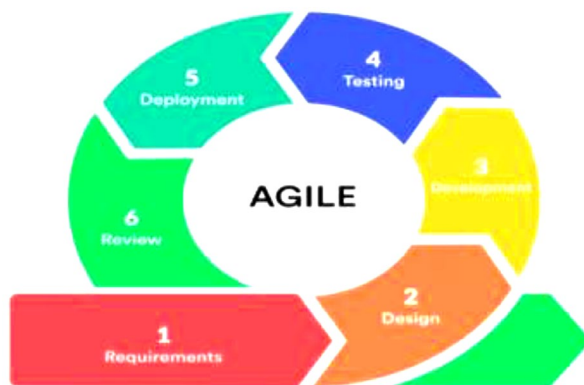 AGILE
1
Requirements
2
Design
3
Development
4
Testing
5
Deployment
6
Review